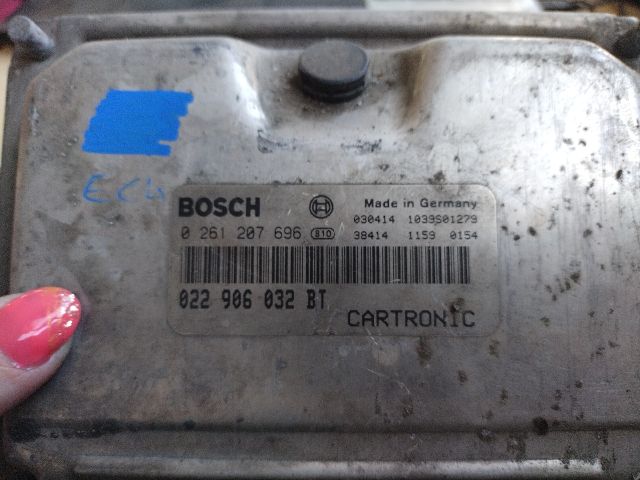 ECU
BOSCH Made in Germany
030414 1039S01279
0 261 207 696 810 38414 1159 0154
022 906 032 BT
CARTRONIC